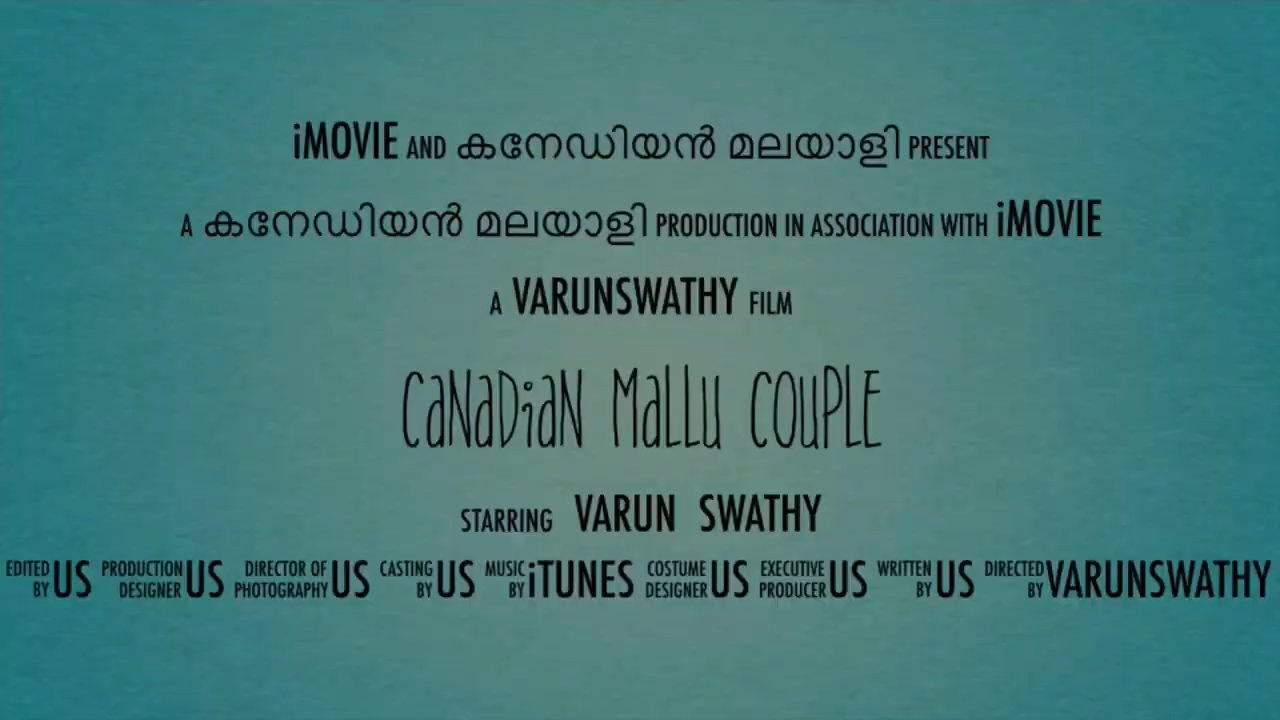 iMOVIE AND കനേഡിയൻ മലയാളി PRESENT
A കനേഡിയൻ മലയാളി PRODUCTION IN ASSOCIATION WITH iMOVIE
A VARUNSWATHY FILM
CaNaDiaN MaLLU COUPLE
STARRING VARUN SWATHY
EDITED BY US PRODUCTION DESIGNER US DIRECTOR OF PHOTOGRAPHY US CASTING BY US MUSIC BY iTUNES COSTUME DESIGNER US EXECUTIVE PRODUCER US WRITTEN BY US DIRECTED BY VARUNSWATHY